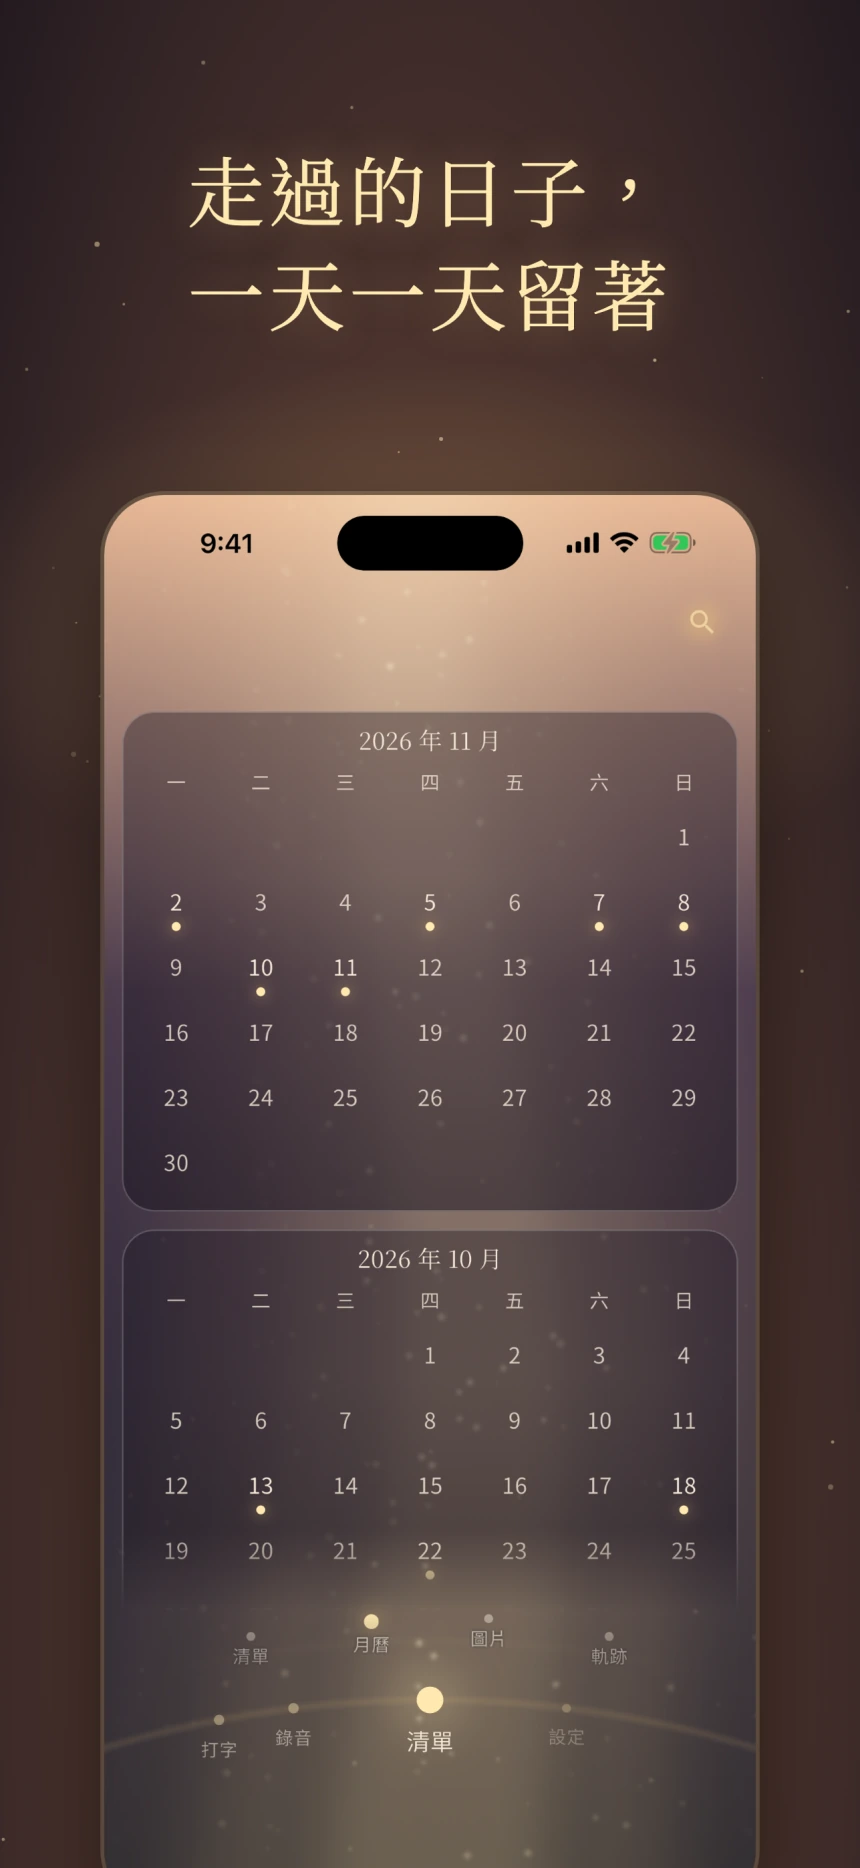 走過的日子，
一天一天留著
9:41
2026 年 11 月
一 二 三 四 五 六 日
1
2 3 4 5 6 7 8
9 10 11 12 13 14 15
16 17 18 19 20 21 22
23 24 25 26 27 28 29
30
2026 年 10 月
一 二 三 四 五 六 日
1 2 3 4
5 6 7 8 9 10 11
12 13 14 15 16 17 18
19 20 21 22 23 24 25
清單 月曆 圖片 軌跡
打字 錄音 清單 設定